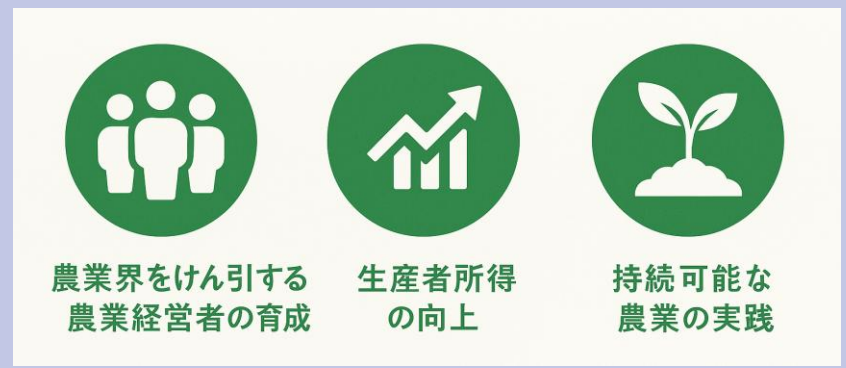 農業界をけん引する
農業経営者の育成
生産者所得
の向上
持続可能な
農業の実践